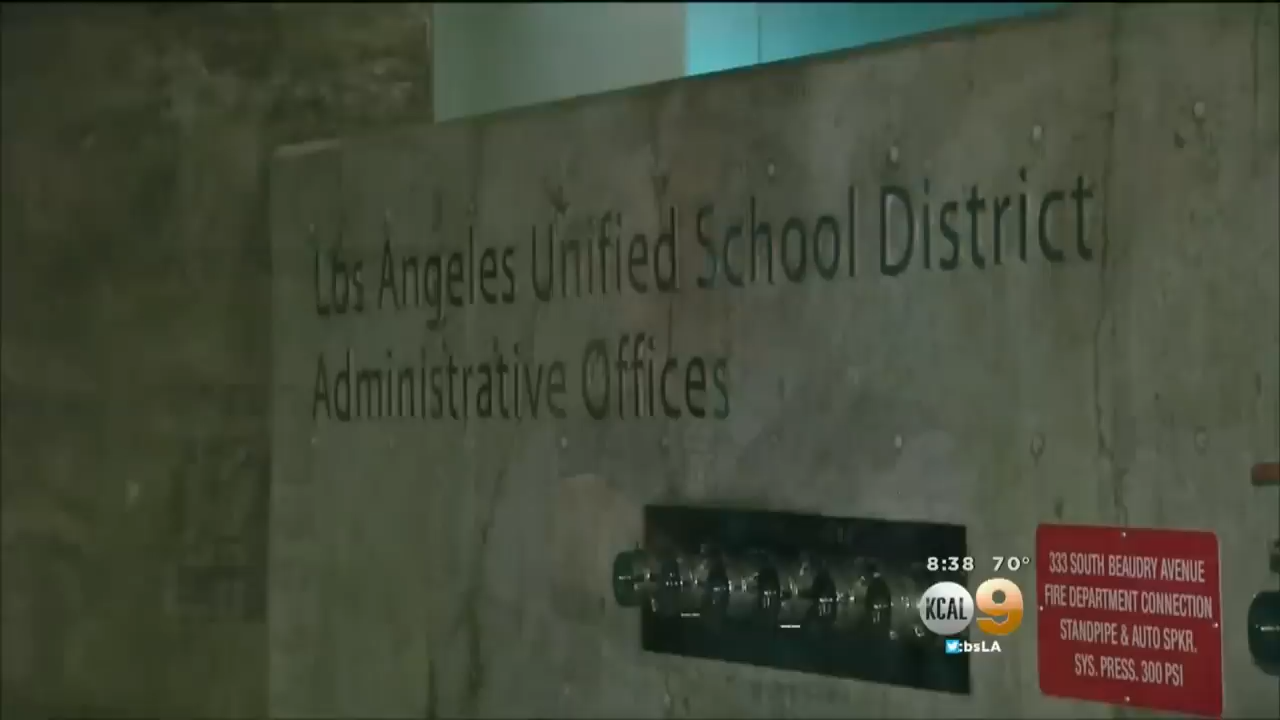 Los Angeles Unified School District
Administrative Offices
8:38 70°
KCAL 9
:bsLA
333 SOUTH BEAUDRY AVENUE
FIRE DEPARTMENT CONNECTION
STANDPIPE & AUTO SPKR.
SYS. PRESS. 300 PSI